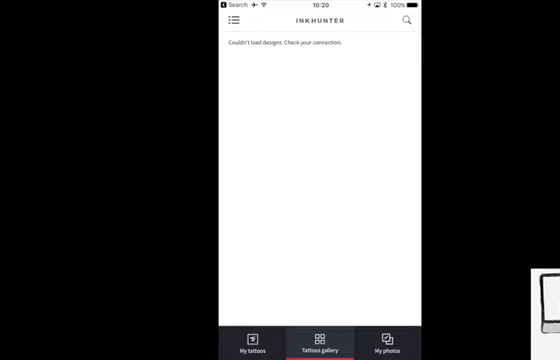 Search
10:20
100%
INKHUNTER
Couldn't load designs. Check your connection.
My tattoos
Tattoos gallery
My photos